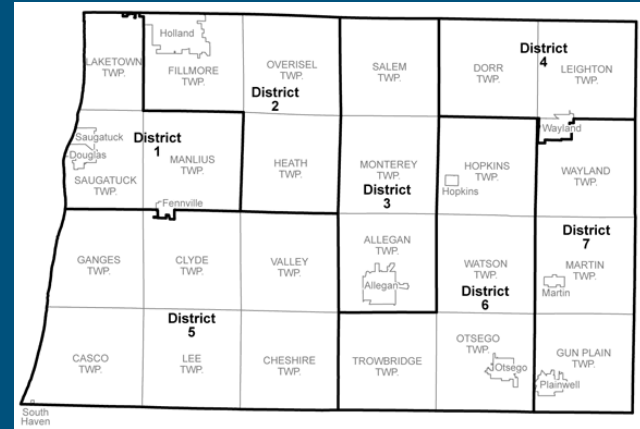 Holland
LAKETOWN
TWP.
FILLMORE
TWP.
OVERISEL
TWP.
District
2
SALEM
TWP.
DORR
TWP.
District
4
LEIGHTON
TWP.
Saugatuck
Douglas
SAUGATUCK
TWP.
District
1
MANLIUS
TWP.
Fennville
HEATH
TWP.
MONTEREY
TWP.
District
3
HOPKINS
TWP.
Hopkins
Wayland
WAYLAND
TWP.
GANGES
TWP.
CLYDE
TWP.
VALLEY
TWP.
ALLEGAN
TWP.
Allegan
WATSON
TWP.
District
6
District
7
MARTIN
TWP.
Martin
District
5
CASCO
TWP.
LEE
TWP.
CHESHIRE
TWP.
TROWBRIDGE
TWP.
OTSEGO
TWP.
Otsego
GUN PLAIN
TWP.
Plainwell
South
Haven